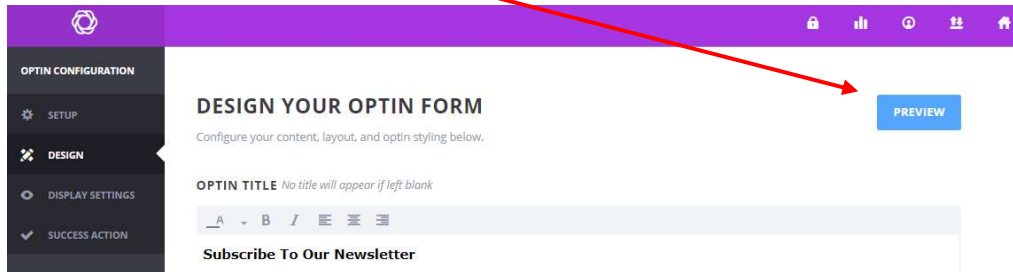 OPTIN CONFIGURATION
SETUP
DESIGN
DISPLAY SETTINGS
SUCCESS ACTION
DESIGN YOUR OPTIN FORM
PREVIEW
Configure your content, layout, and optin styling below.
OPTIN TITLE No title will appear if left blank
A B I
Subscribe To Our Newsletter